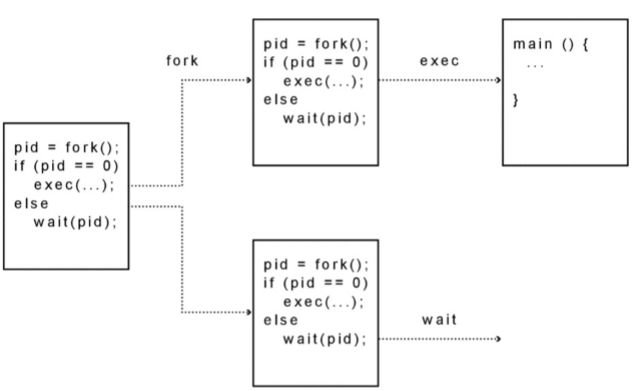 pid = fork();
if (pid == 0)
exec(...);
else
wait(pid);
fork
pid = fork();
if (pid == 0)
exec(...);
else
wait(pid);
exec
main () {
...
}
pid = fork();
if (pid == 0)
exec(...);
else
wait(pid);
wait